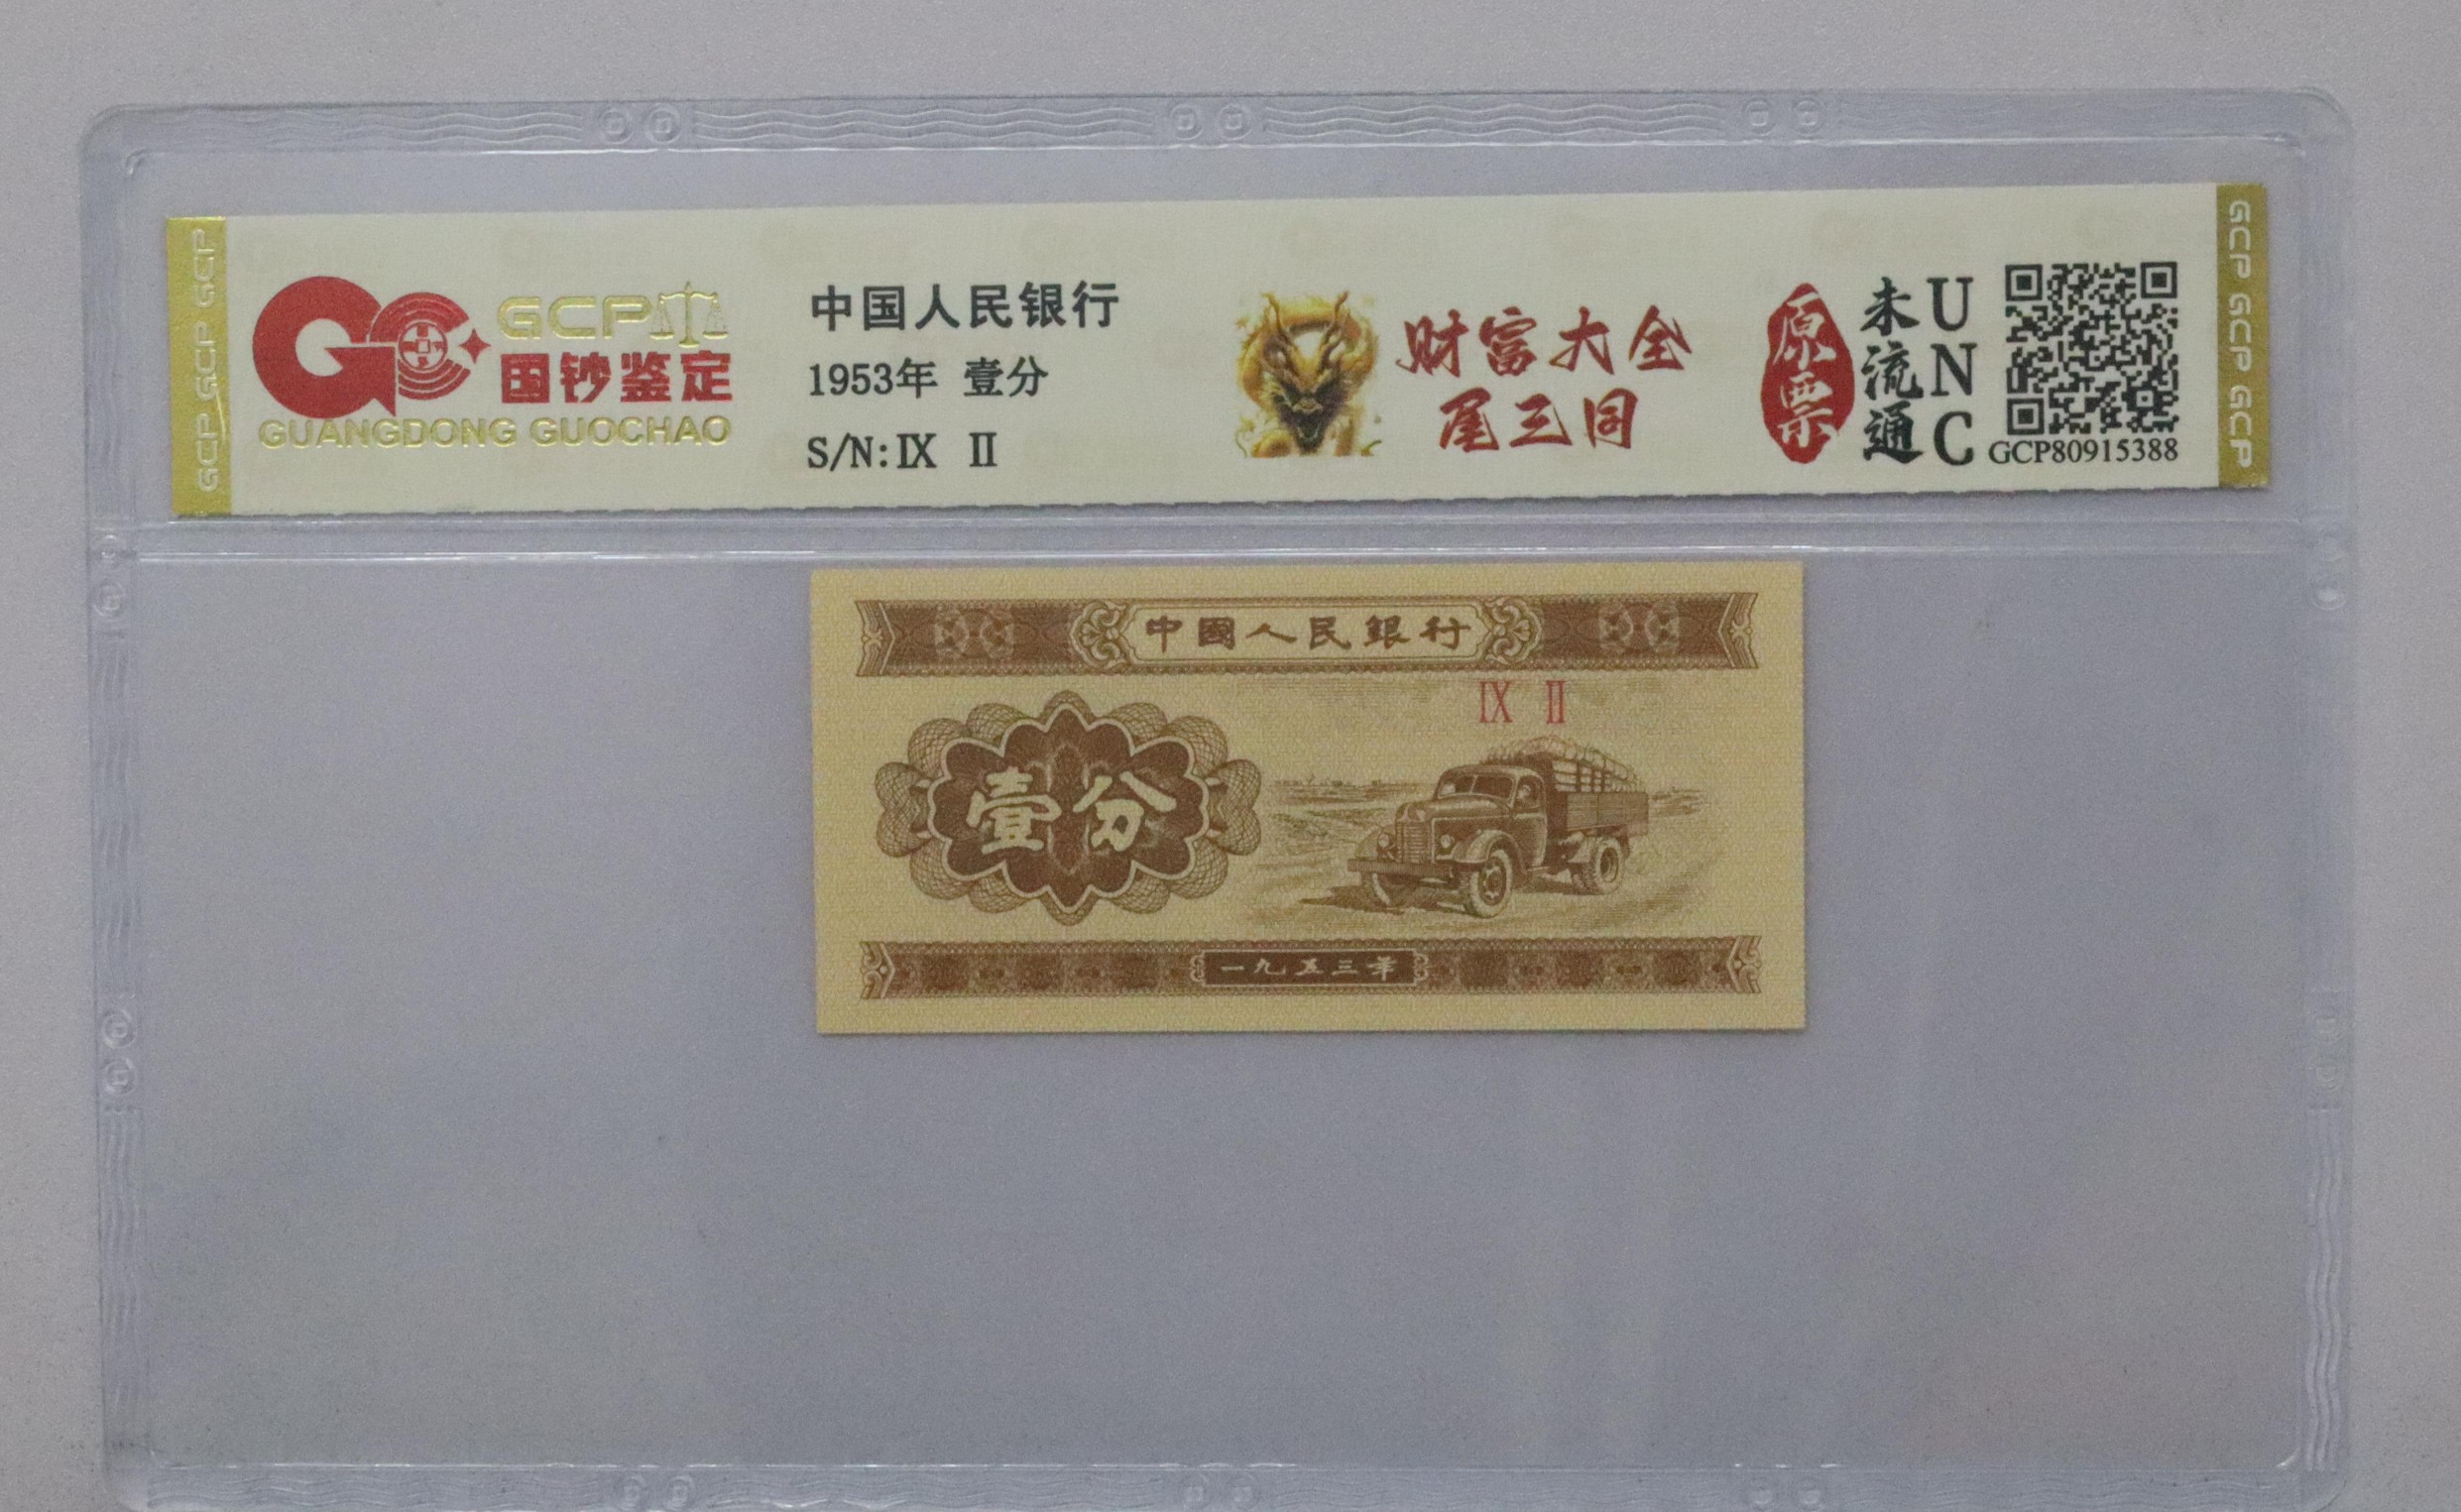 GCP GCP GCP
GCP
国钞鉴定
GUANGDONG GUOCHAO
中国人民银行
1953年 壹分
S/N:Ⅸ Ⅱ
财富大全
尾三同
原票
未流通
UNC
GCP80915388
GCP GCP GCP
中國人民銀行
Ⅸ Ⅱ
壹分
一九五三年